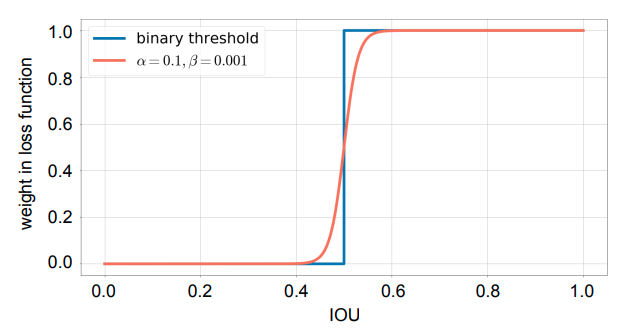 binary threshold
α = 0.1, β = 0.001
1.0
0.8
0.6
0.4
0.2
0.0
weight in loss function
0.0 0.2 0.4 0.6 0.8 1.0
IOU